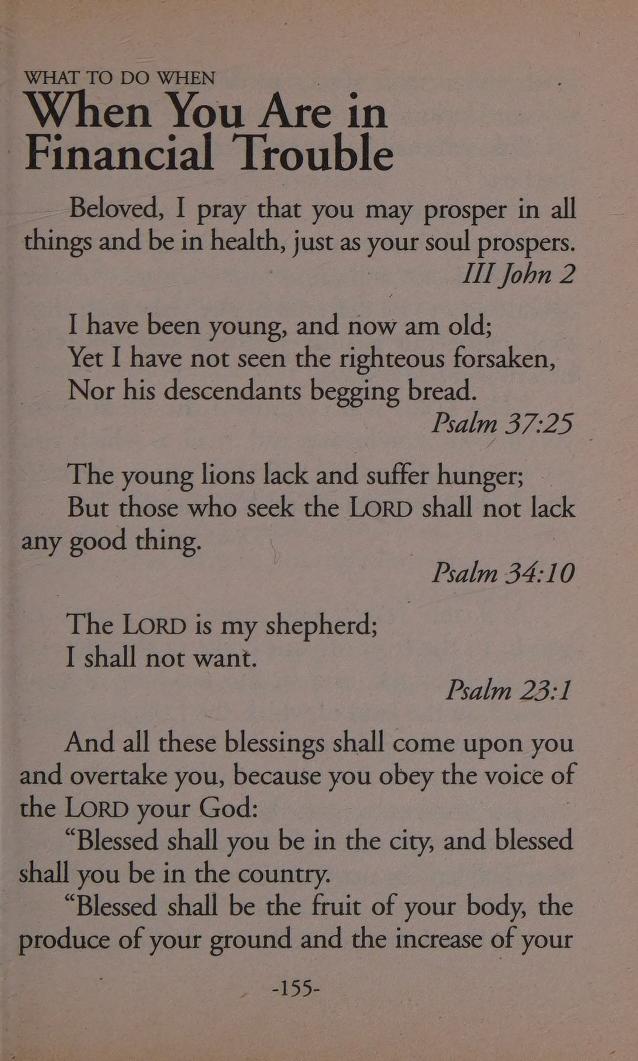 WHAT TO DO WHEN
When You Are in
Financial Trouble
Beloved, I pray that you may prosper in all
things and be in health, just as your soul prospers.
III John 2
I have been young, and now am old;
Yet I have not seen the righteous forsaken,
Nor his descendants begging bread.
Psalm 37:25
The young lions lack and suffer hunger;
But those who seek the LORD shall not lack
any good thing.
Psalm 34:10
The LORD is my shepherd;
I shall not want.
Psalm 23:1
And all these blessings shall come upon you
and overtake you, because you obey the voice of
the LORD your God:
“Blessed shall you be in the city, and blessed
shall you be in the country.
“Blessed shall be the fruit of your body, the
produce of your ground and the increase of your
-155-